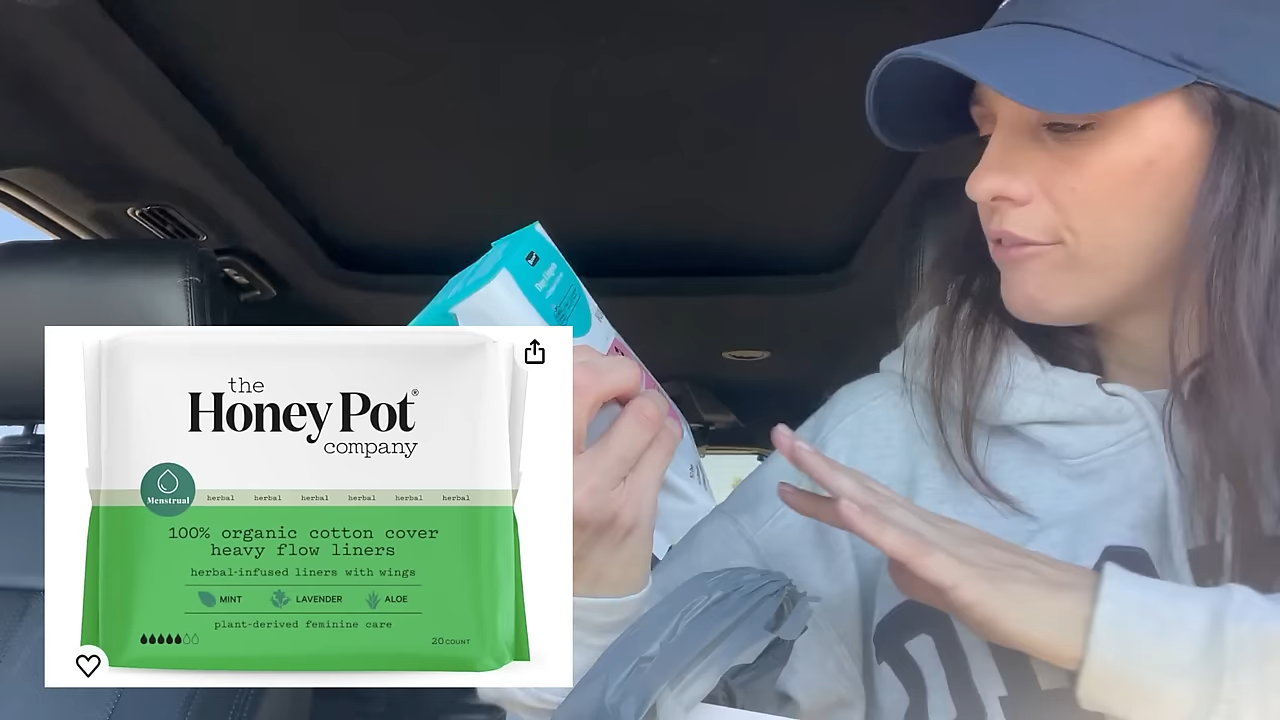 the
Honey Pot®
company
Menstrual
herbal herbal herbal herbal herbal herbal
100% organic cotton cover
heavy flow liners
herbal-infused liners with wings
MINT LAVENDER ALOE
plant-derived feminine care
20 COUNT